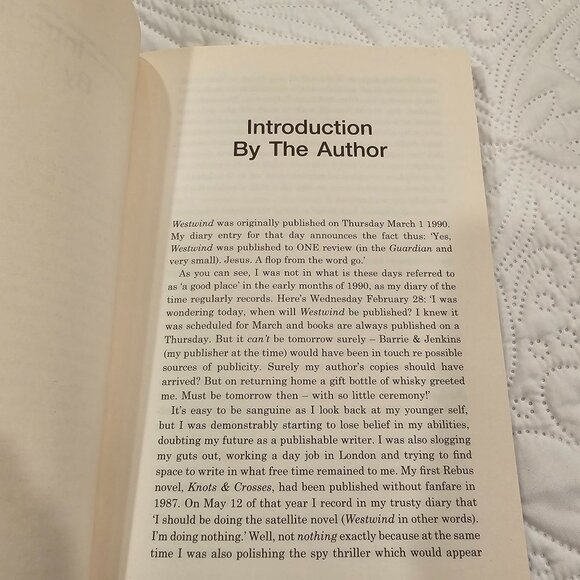 Introduction
By The Author
Westwind was originally published on Thursday March 1 1990.
My diary entry for that day announces the fact thus: ‘Yes,
Westwind was published to ONE review (in the Guardian and
very small). Jesus. A flop from the word go.’
As you can see, I was not in what is these days referred to
as ‘a good place’ in the early months of 1990, as my diary of the
time regularly records. Here’s Wednesday February 28: ‘I was
wondering today, when will Westwind be published? I knew it
was scheduled for March and books are always published on a
Thursday. But it can’t be tomorrow surely – Barrie & Jenkins
(my publisher at the time) would have been in touch re possible
sources of publicity. Surely my author’s copies should have
arrived? But on returning home a gift bottle of whisky greeted
me. Must be tomorrow then – with so little ceremony!’
It’s easy to be sanguine as I look back at my younger self,
but I was demonstrably starting to lose belief in my abilities,
doubting my future as a publishable writer. I was also slogging
my guts out, working a day job in London and trying to find
space to write in what free time remained to me. My first Rebus
novel, Knots & Crosses, had been published without fanfare in
1987. On May 12 of that year I record in my trusty diary that
‘I should be doing the satellite novel (Westwind in other words).
I’m doing nothing.’ Well, not nothing exactly because at the same
time I was also polishing the spy thriller which would appear